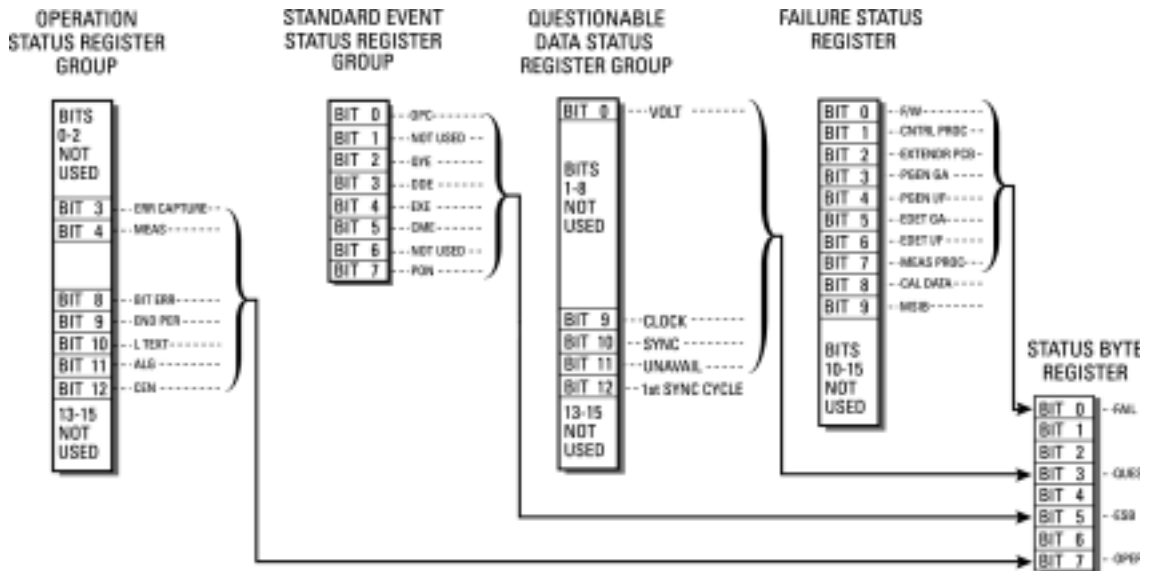 OPERATION
STATUS REGISTER
GROUP
BITS
0-2
NOT
USED
BIT 3 ERR CAPTURE
BIT 4 MEAS
BIT 8 BIT ERR
BIT 9 END PER
BIT 10 L TEXT
BIT 11 ALG
BIT 12 CEN
13-15
NOT
USED
STANDARD EVENT
STATUS REGISTER
GROUP
BIT 0 OPC
BIT 1 NOT USED
BIT 2 QYE
BIT 3 DDE
BIT 4 EXE
BIT 5 CME
BIT 6 NOT USED
BIT 7 PON
QUESTIONABLE
DATA STATUS
REGISTER GROUP
BIT 0 VOLT
BITS
1-8
NOT
USED
BIT 9 CLOCK
BIT 10 SYNC
BIT 11 UNAVAIL
BIT 12 1st SYNC CYCLE
13-15
NOT
USED
FAILURE STATUS
REGISTER
BIT 0 F/W
BIT 1 CNTRL PROC
BIT 2 EXTENDR PCB
BIT 3 PGEN GA
BIT 4 PGEN UP
BIT 5 EDET GA
BIT 6 EDET UP
BIT 7 MEAS PROC
BIT 8 CAL DATA
BIT 9 MSIB
BITS
10-15
NOT
USED
STATUS BYTE
REGISTER
BIT 0 FAIL
BIT 1
BIT 2
BIT 3 QUES
BIT 4
BIT 5 ESB
BIT 6
BIT 7 OPER